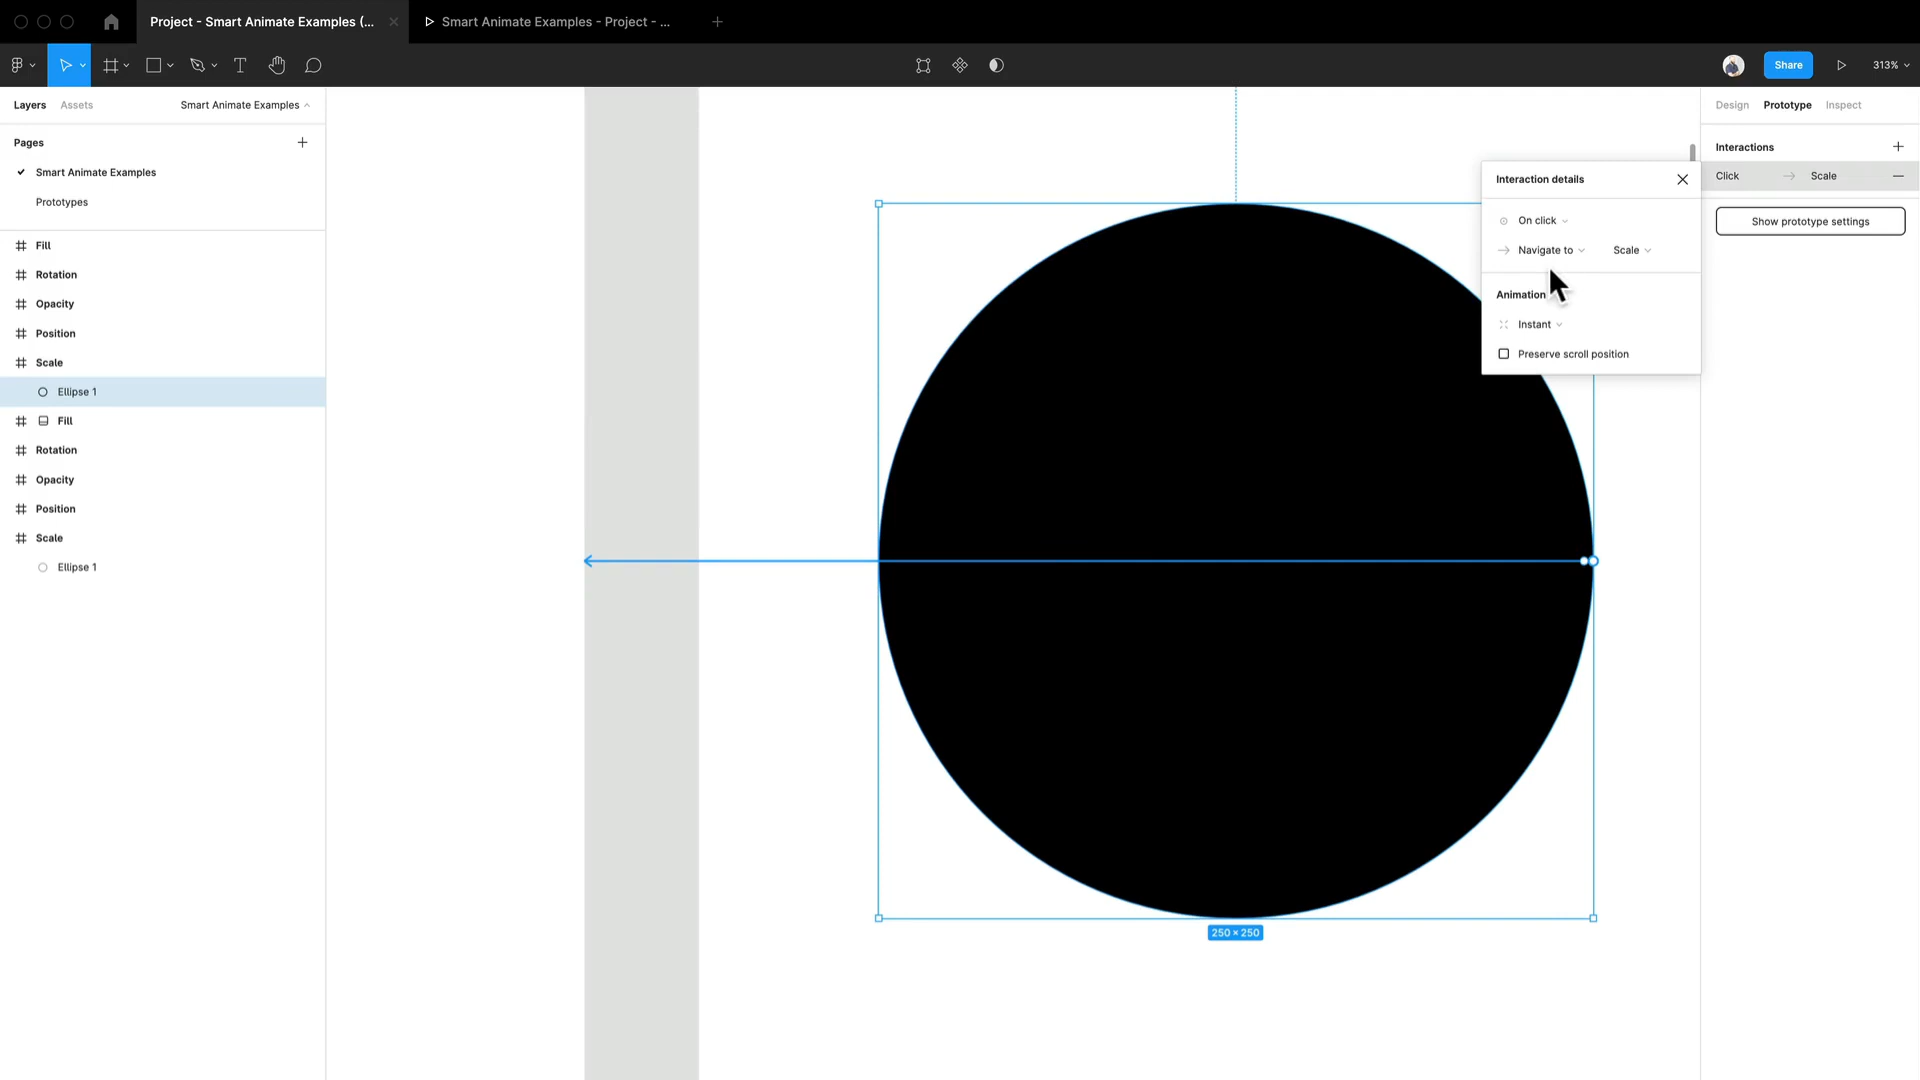 Project - Smart Animate Examples (...
Smart Animate Examples - Project - ...
Share
313%
Layers
Assets
Smart Animate Examples
Pages
Smart Animate Examples
Prototypes
Fill
Rotation
Opacity
Position
Scale
Ellipse 1
Fill
Rotation
Opacity
Position
Scale
Ellipse 1
250 × 250
Interaction details
On click
Navigate to
Scale
Animation
Instant
Preserve scroll position
Design
Prototype
Inspect
Interactions
Click
Scale
Show prototype settings